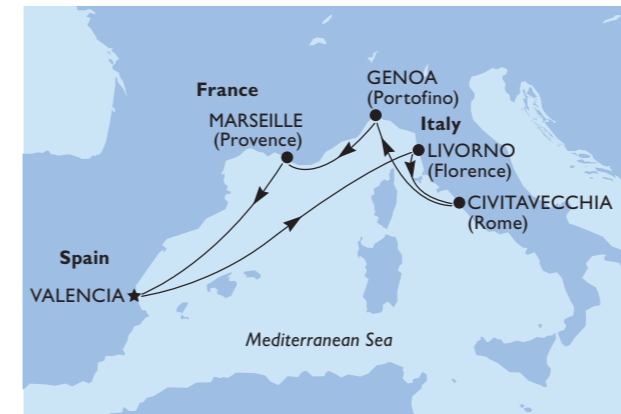 GENOA
(Portofino)
France
MARSEILLE
(Provence)
Italy
LIVORNO
(Florence)
CIVITAVECCHIA
(Rome)
Spain
VALENCIA
Mediterranean Sea